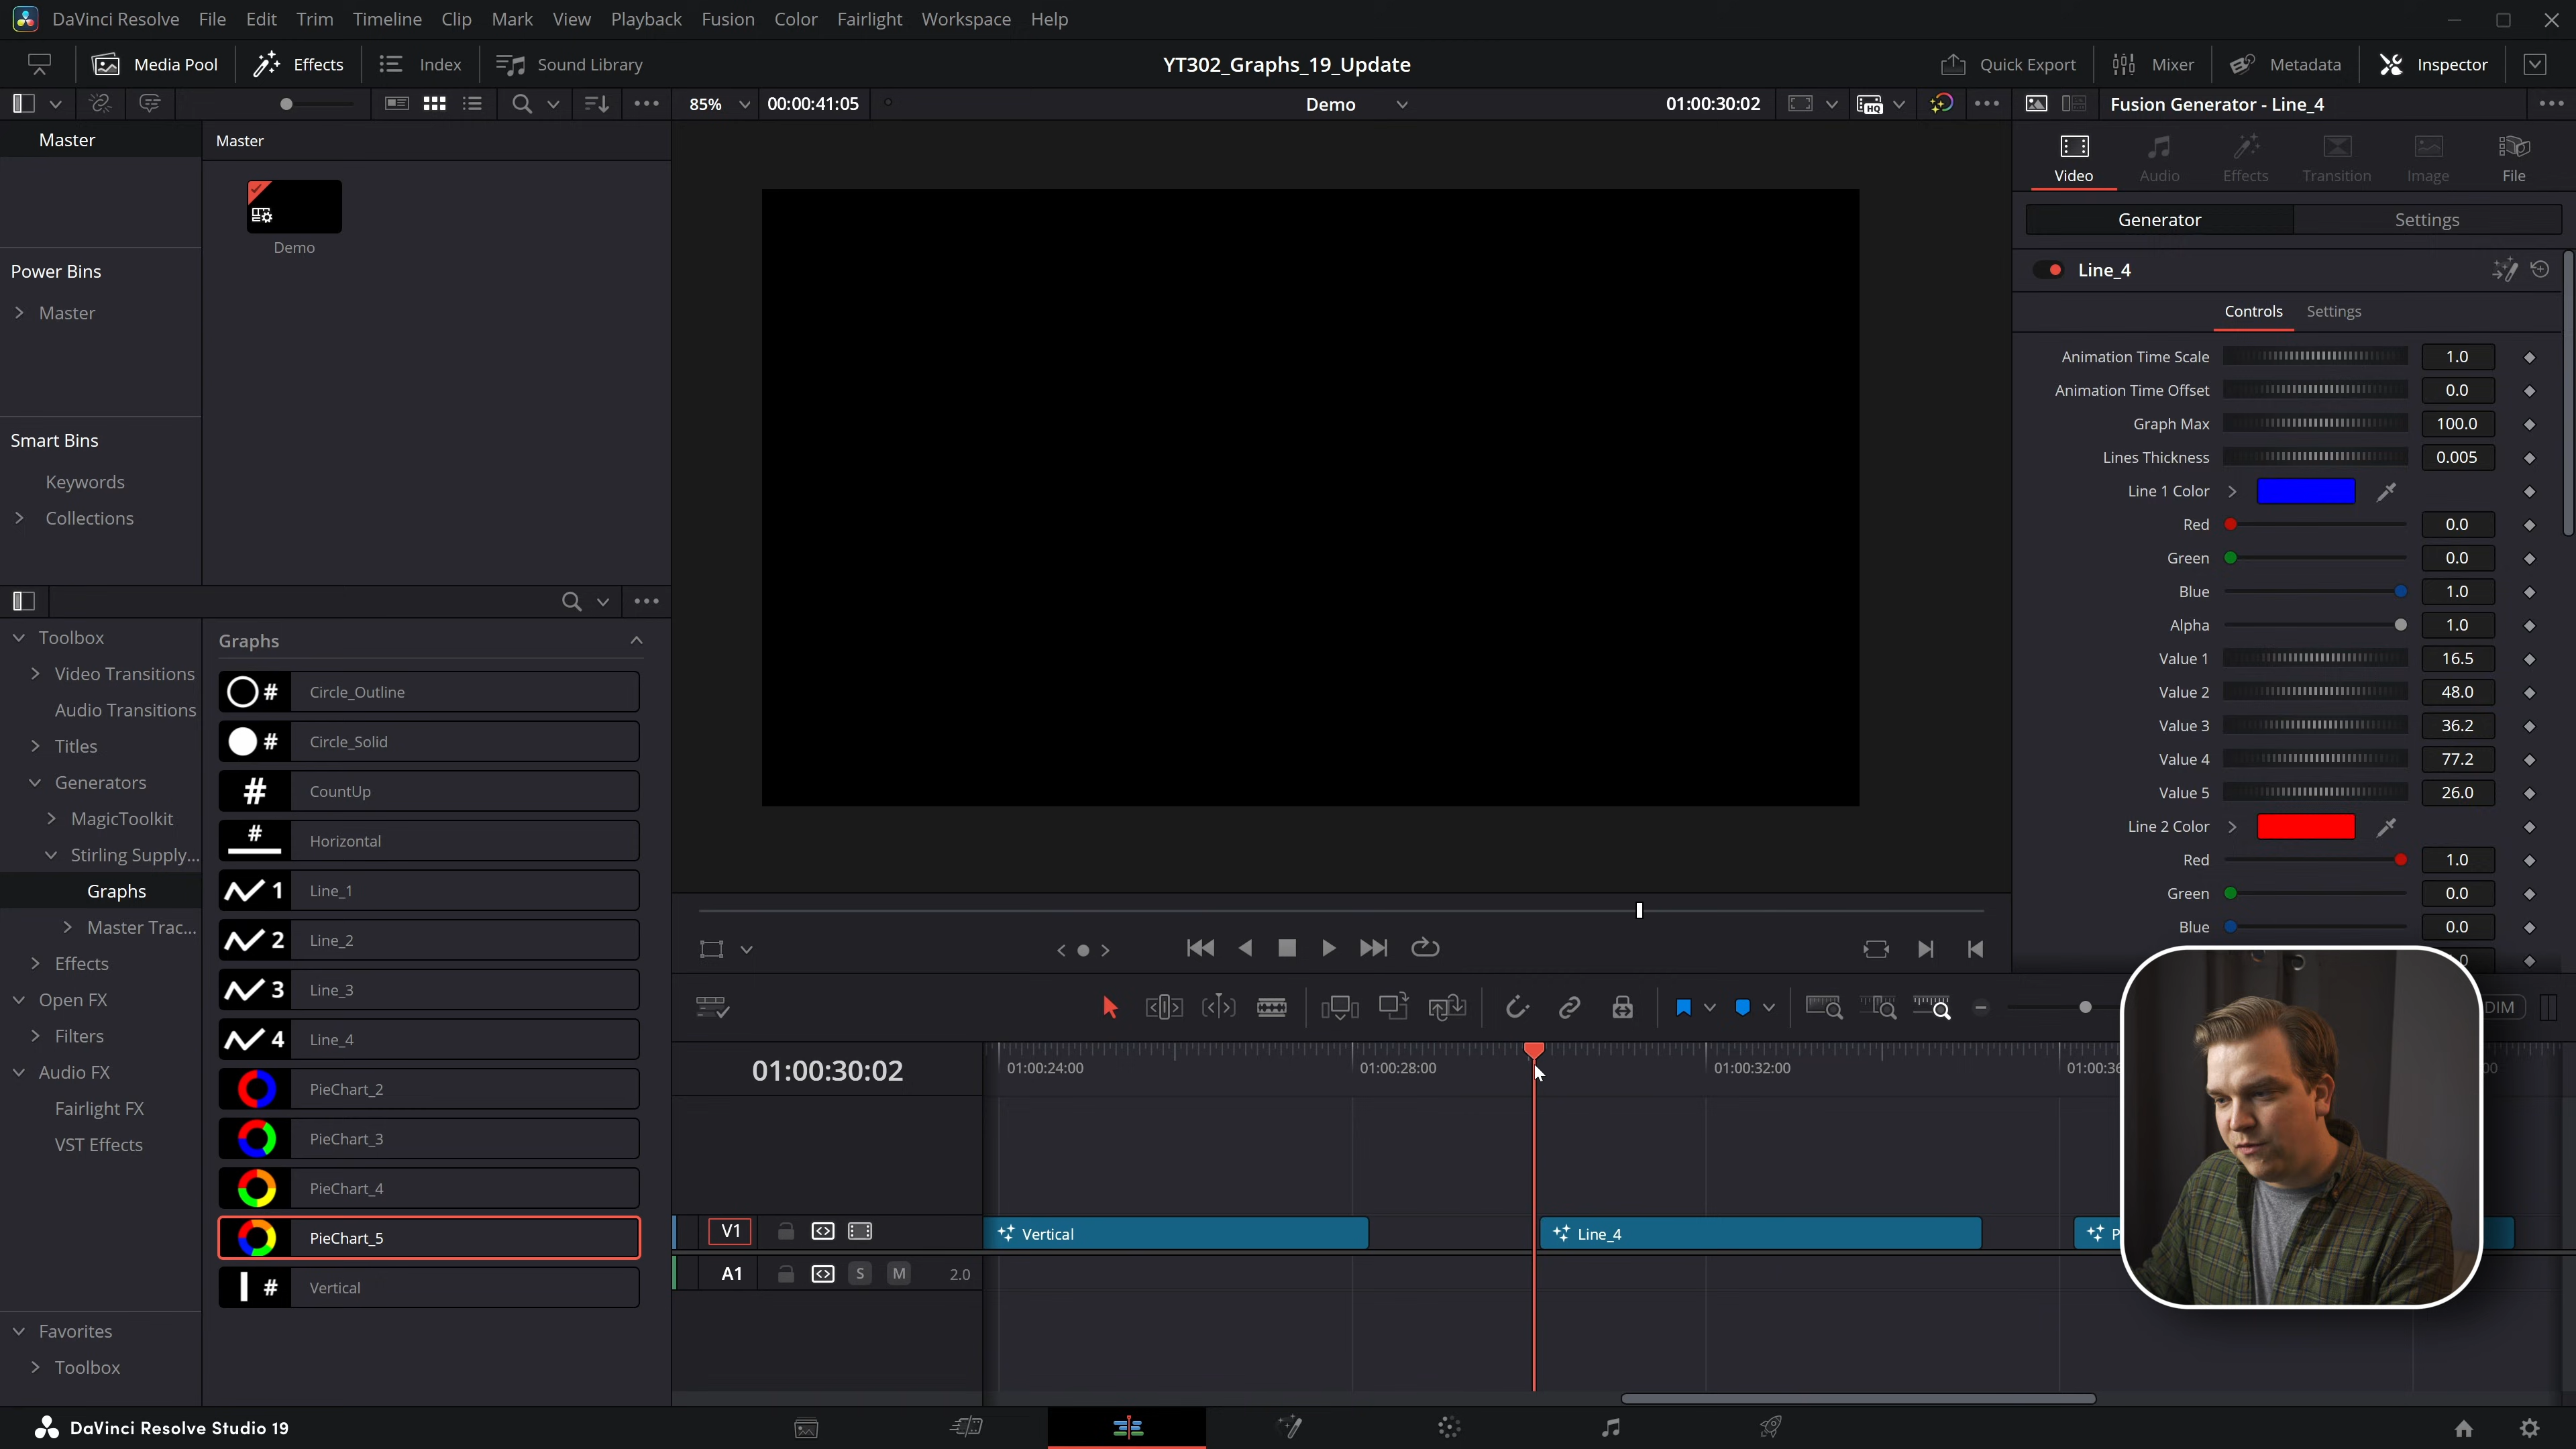 DaVinci Resolve File Edit Trim Timeline Clip Mark View Playback Fusion Color Fairlight Workspace Help
Media Pool Effects Index Sound Library YT302_Graphs_19_Update Quick Export Mixer Metadata Inspector
85% 00:00:41:05 Demo 01:00:30:02 HQ Fusion Generator - Line_4
Master
Master
Demo
Power Bins
Master
Smart Bins
Keywords
Collections
Video Audio Effects Transition Image File
Generator Settings
Line_4
Controls Settings
Animation Time Scale 1.0
Animation Time Offset 0.0
Graph Max 100.0
Lines Thickness 0.005
Line 1 Color
Red 0.0
Green 0.0
Blue 1.0
Alpha 1.0
Value 1 16.5
Value 2 48.0
Value 3 36.2
Value 4 77.2
Value 5 26.0
Line 2 Color
Red 1.0
Green 0.0
Blue 0.0
Toolbox
Video Transitions
Audio Transitions
Titles
Generators
MagicToolkit
Stirling Supply...
Graphs
Master Trac...
Effects
Open FX
Filters
Audio FX
Fairlight FX
VST Effects
Favorites
Toolbox
Graphs
# Circle_Outline
# Circle_Solid
# CountUp
# Horizontal
1 Line_1
2 Line_2
3 Line_3
4 Line_4
PieChart_2
PieChart_3
PieChart_4
PieChart_5
# Vertical
DIM
01:00:30:02 01:00:24:00 01:00:28:00 01:00:32:00 01:00:36
V1 Vertical Line_4 P
A1 S M 2.0
DaVinci Resolve Studio 19